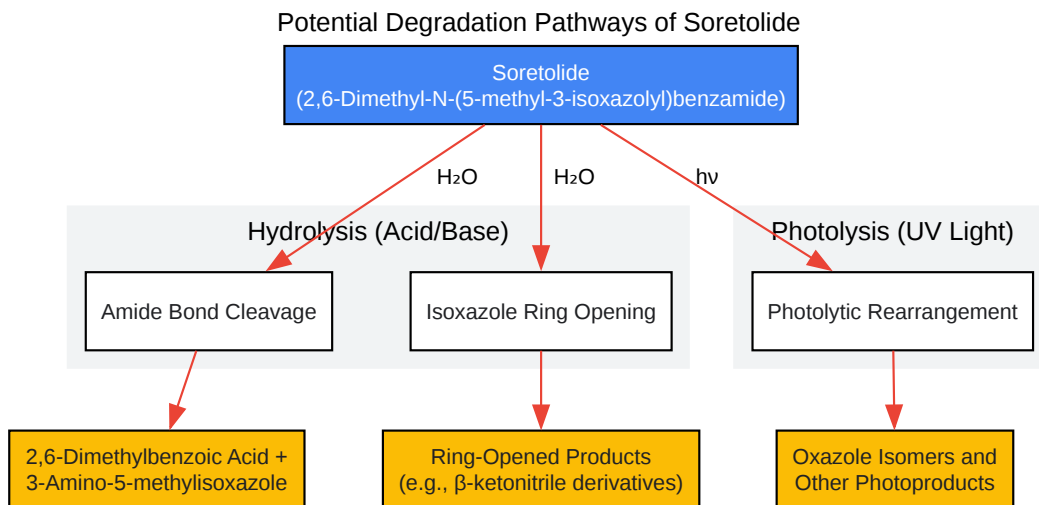 Potential Degradation Pathways of Soretolide
Soretolide
(2,6-Dimethyl-N-(5-methyl-3-isoxazolyl)benzamide)
H₂O
H₂O
hν
Hydrolysis (Acid/Base)
Photolysis (UV Light)
Amide Bond Cleavage
Isoxazole Ring Opening
Photolytic Rearrangement
2,6-Dimethylbenzoic Acid +
3-Amino-5-methylisoxazole
Ring-Opened Products
(e.g., β-ketonitrile derivatives)
Oxazole Isomers and
Other Photoproducts